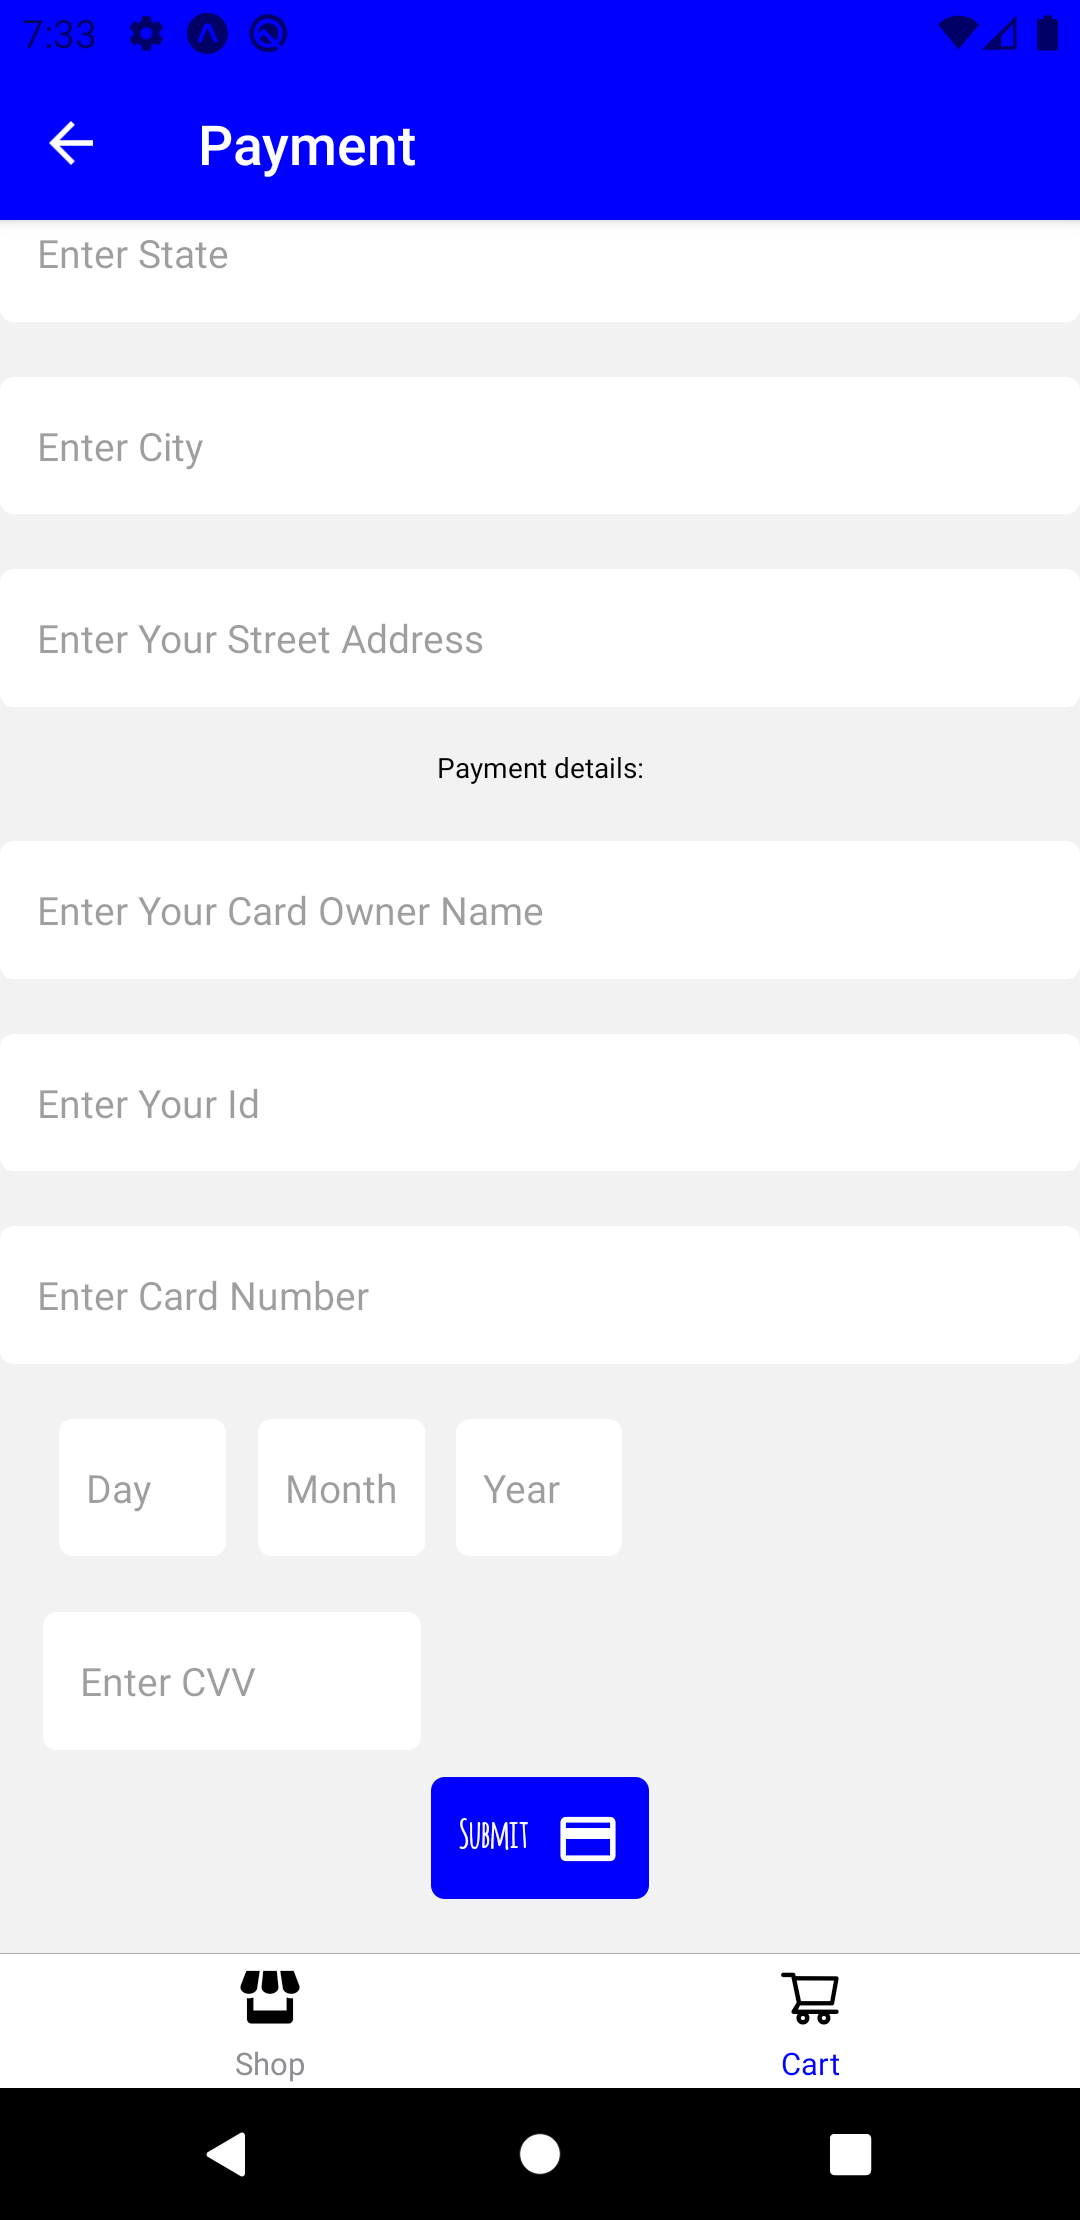 7:33
Payment
Enter State
Enter City
Enter Your Street Address
Payment details:
Enter Your Card Owner Name
Enter Your Id
Enter Card Number
Day Month Year
Enter CVV
Submit
Shop Cart